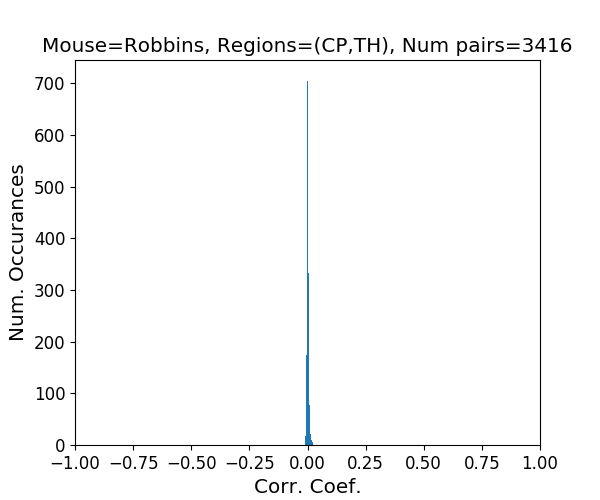 Mouse=Robbins, Regions=(CP,TH), Num pairs=3416
Num. Occurances
700
600
500
400
300
200
100
0
−1.00 −0.75 −0.50 −0.25 0.00 0.25 0.50 0.75 1.00
Corr. Coef.